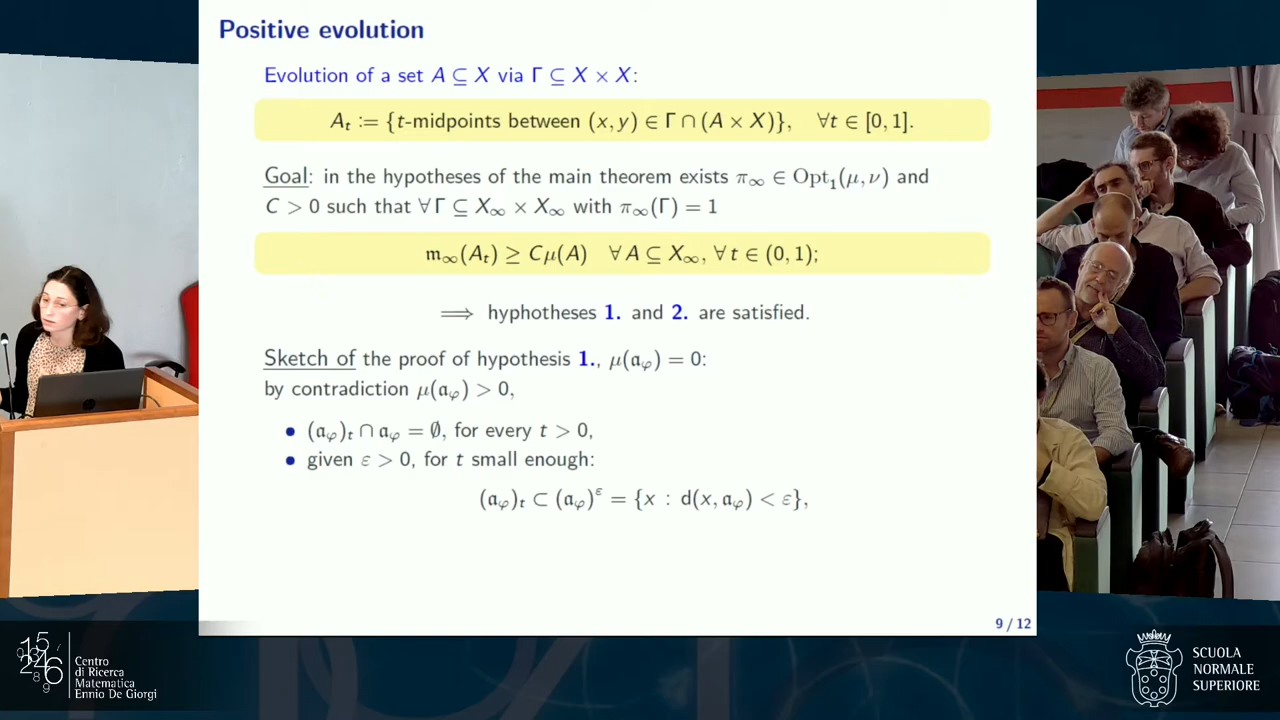 Positive evolution
Evolution of a set A ⊆ X via Γ ⊆ X × X:
A_t := {t-midpoints between (x, y) ∈ Γ ∩ (A × X)}, ∀t ∈ [0, 1].
Goal: in the hypotheses of the main theorem exists π_∞ ∈ Opt_1(μ, ν) and
C > 0 such that ∀ Γ ⊆ X_∞ × X_∞ with π_∞(Γ) = 1
m_∞(A_t) ≥ Cμ(A) ∀ A ⊆ X_∞, ∀ t ∈ (0, 1);
⟹ hyphotheses 1. and 2. are satisfied.
Sketch of the proof of hypothesis 1., μ(𝔞_φ) = 0:
by contradiction μ(𝔞_φ) > 0,
• (𝔞_φ)_t ∩ 𝔞_φ = ∅, for every t > 0,
• given ε > 0, for t small enough:
(𝔞_φ)_t ⊂ (𝔞_φ)^ε = {x : d(x, 𝔞_φ) < ε},
9 / 12
Centro
di Ricerca
Matematica
Ennio De Giorgi
SCUOLA
NORMALE
SUPERIORE